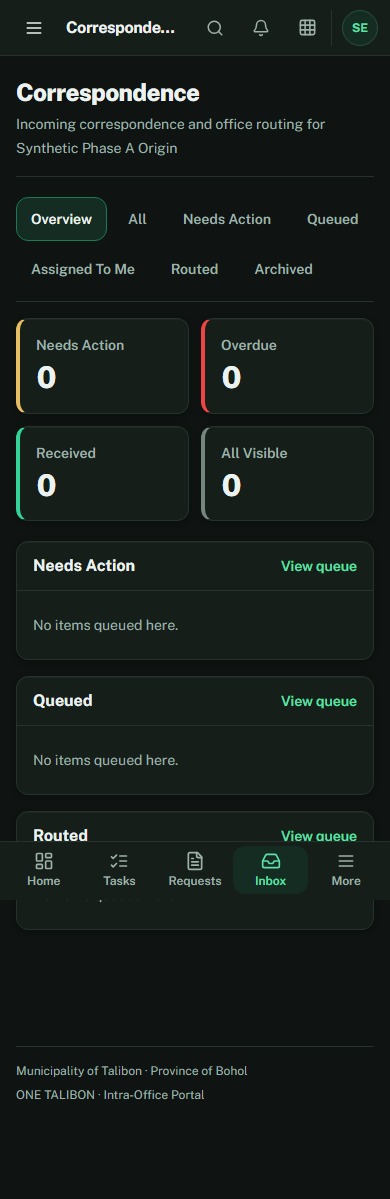 Corresponde...
SE
Correspondence
Incoming correspondence and office routing for
Synthetic Phase A Origin
Overview All Needs Action Queued
Assigned To Me Routed Archived
Needs Action Overdue
0 0
Received All Visible
0 0
Needs Action View queue
No items queued here.
Queued View queue
No items queued here.
Routed View queue
Home Tasks Requests Inbox More
Municipality of Talibon · Province of Bohol
ONE TALIBON · Intra-Office Portal